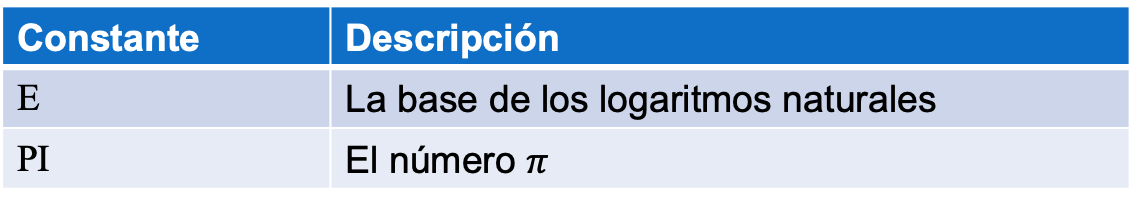 Constante Descripción
E La base de los logaritmos naturales
PI El número π